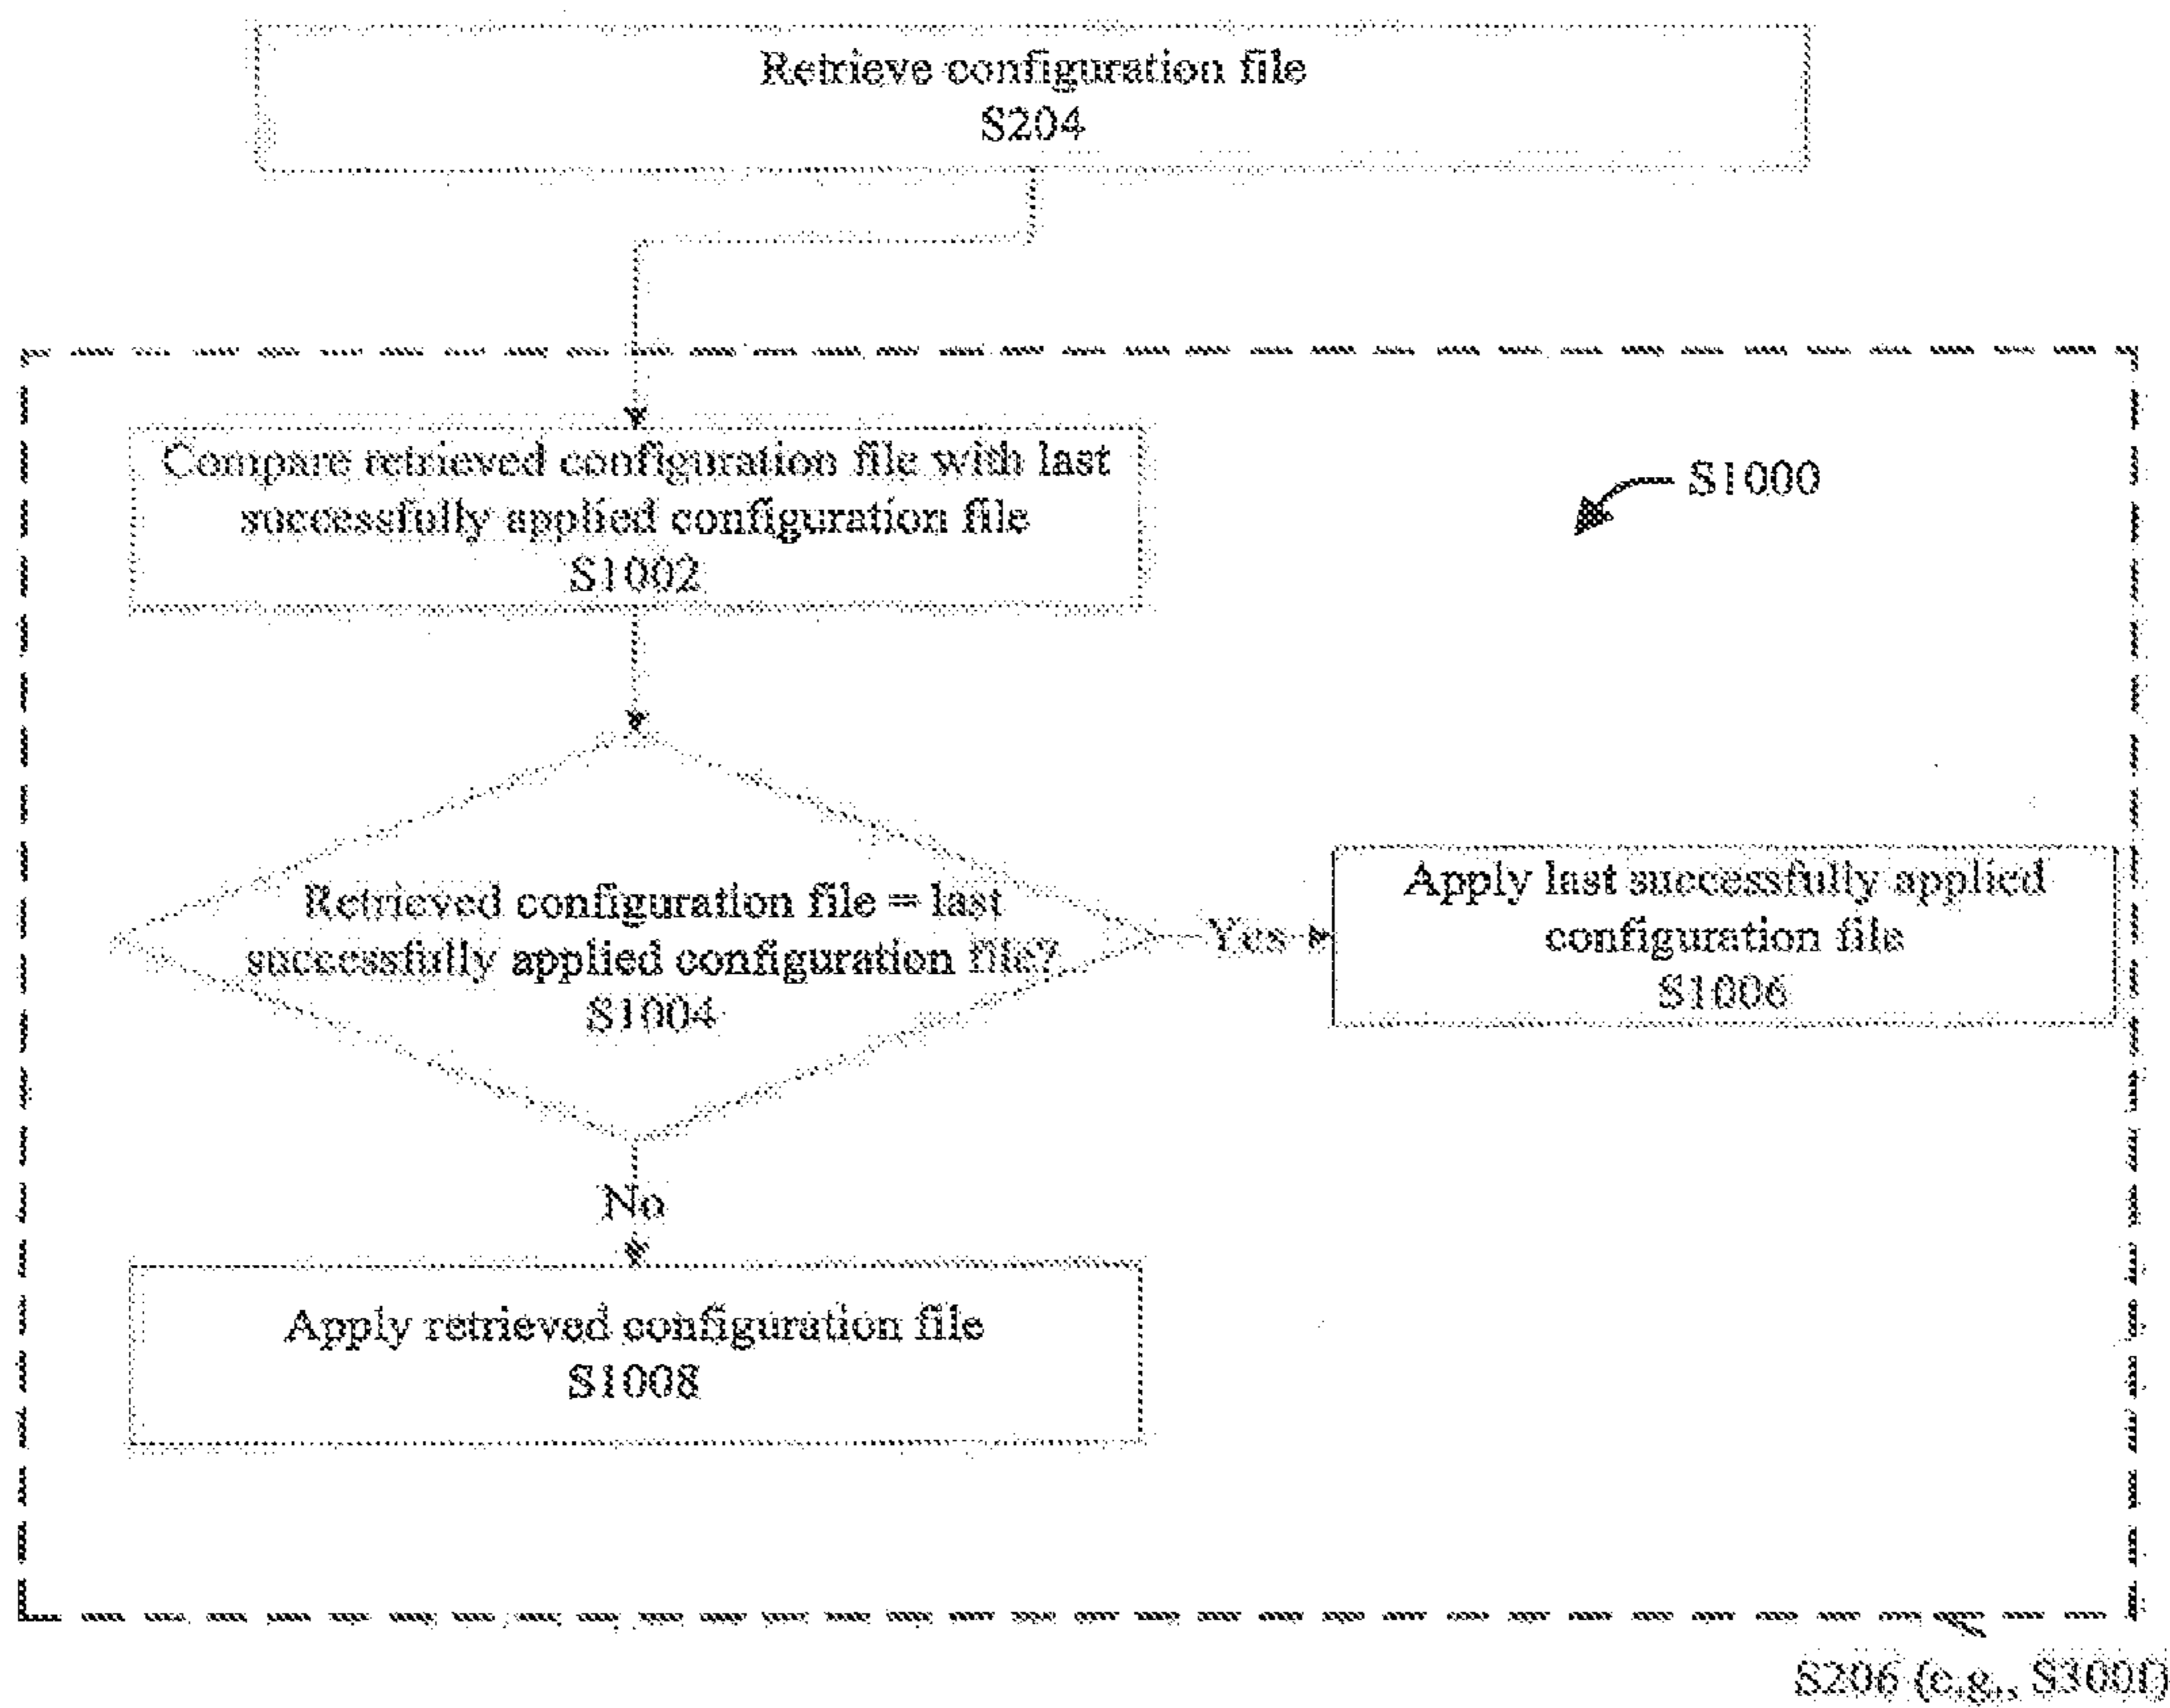 Retrieve configuration file
S204
Compare retrieved configuration file with last
successfully applied configuration file
S1002
S1000
Retrieved configuration file = last
successfully applied configuration file?
S1004
Yes
Apply last successfully applied
configuration file
S1006
No
Apply retrieved configuration file
S1008
S206 (e.g.,